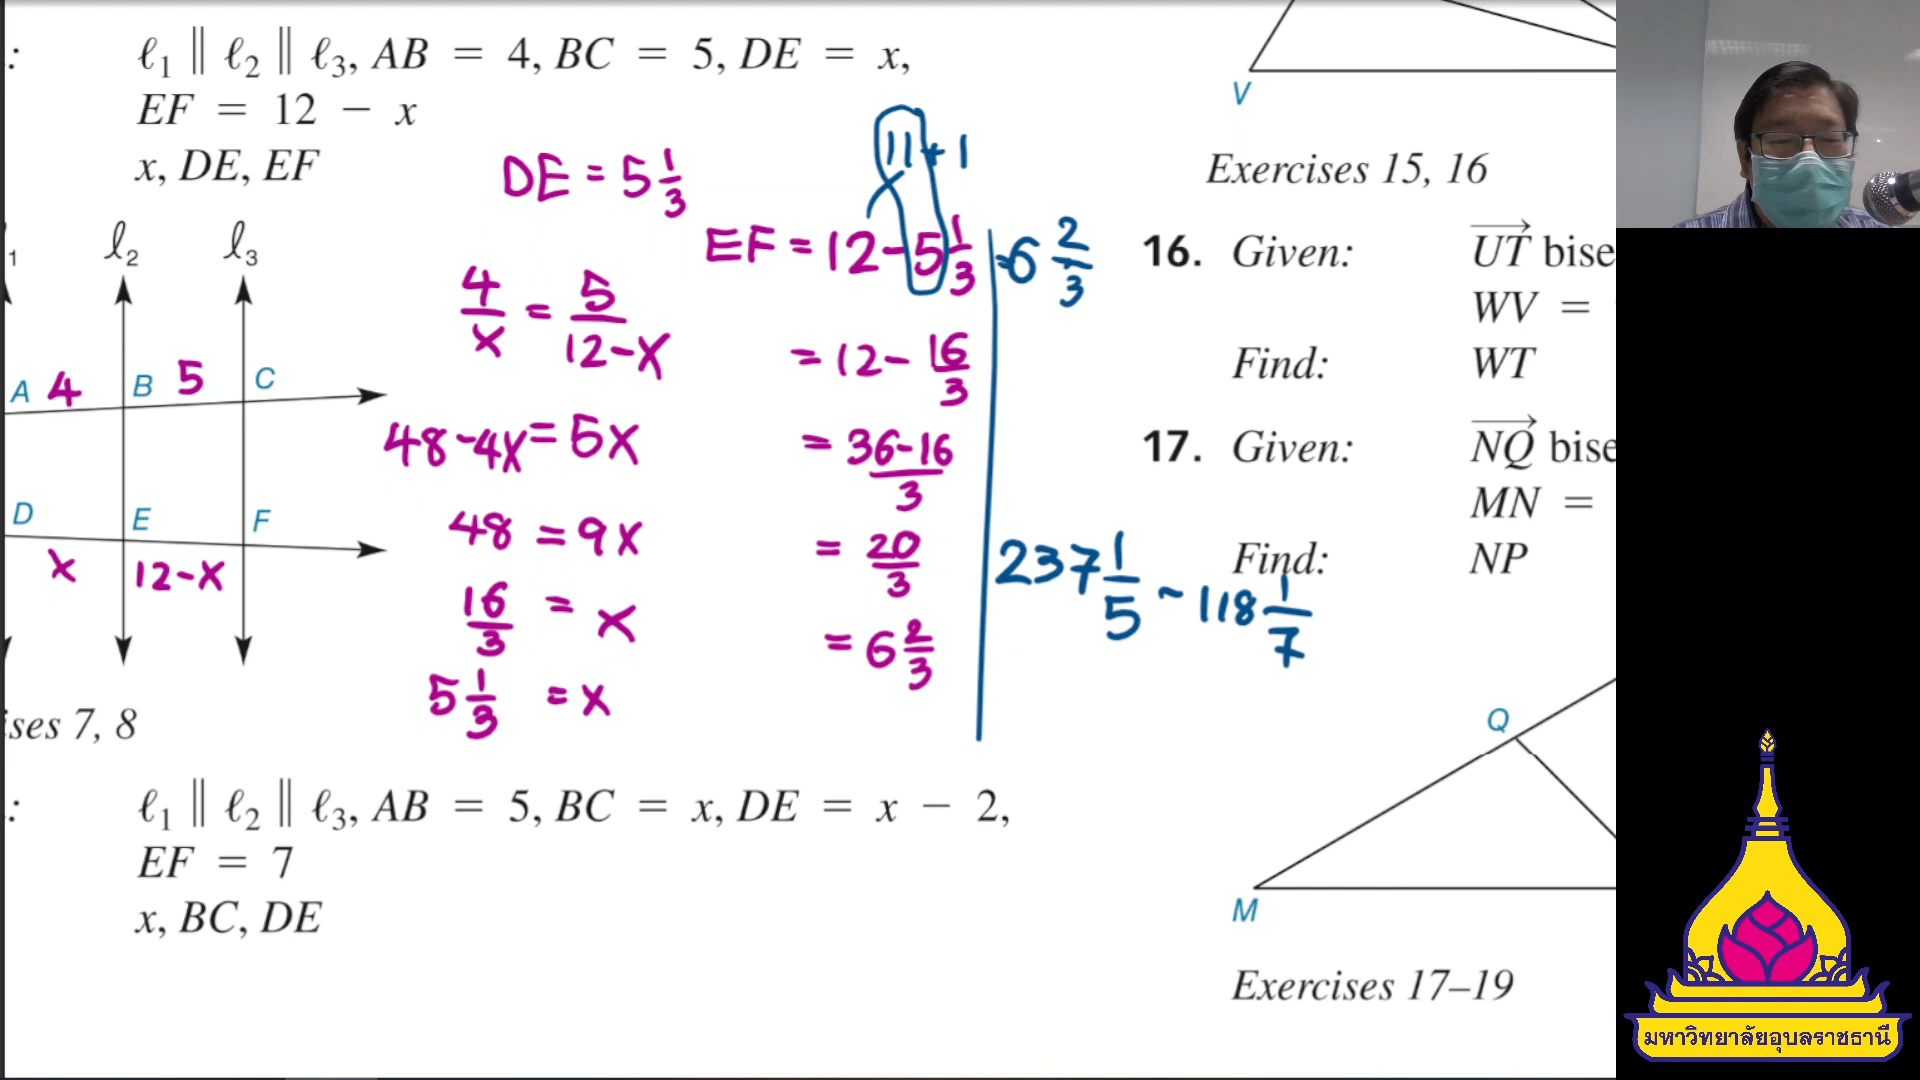 : ℓ1 ∥ ℓ2 ∥ ℓ3, AB = 4, BC = 5, DE = x,
EF = 12 − x
x, DE, EF
DE = 5 1/3
11 + 1
EF = 12 - 5 1/3
= 6 2/3
= 12 - 16/3
= (36-16)/3
= 20/3
= 6 2/3
4/x = 5/(12-x)
48-4x = 5x
48 = 9x
16/3 = x
5 1/3 = x
237 1/5 - 118 1/7
1 ℓ2 ℓ3
A 4 B 5 C
D E F
x 12-x
ses 7, 8
: ℓ1 ∥ ℓ2 ∥ ℓ3, AB = 5, BC = x, DE = x − 2,
EF = 7
x, BC, DE
V
Exercises 15, 16
16. Given: UT bise
WV =
Find: WT
17. Given: NQ bise
MN =
Find: NP
Q
M
Exercises 17–19
มหาวิทยาลัยอุบลราชธานี